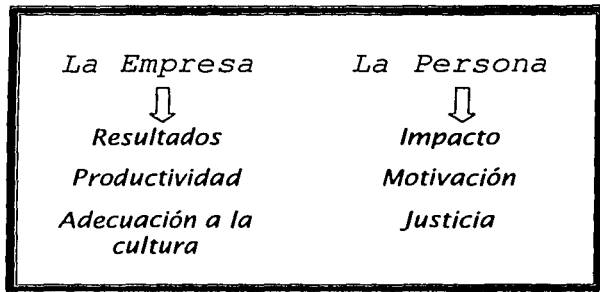 La Empresa
Resultados
Productividad
Adecuación a la
cultura
La Persona
Impacto
Motivación
Justicia